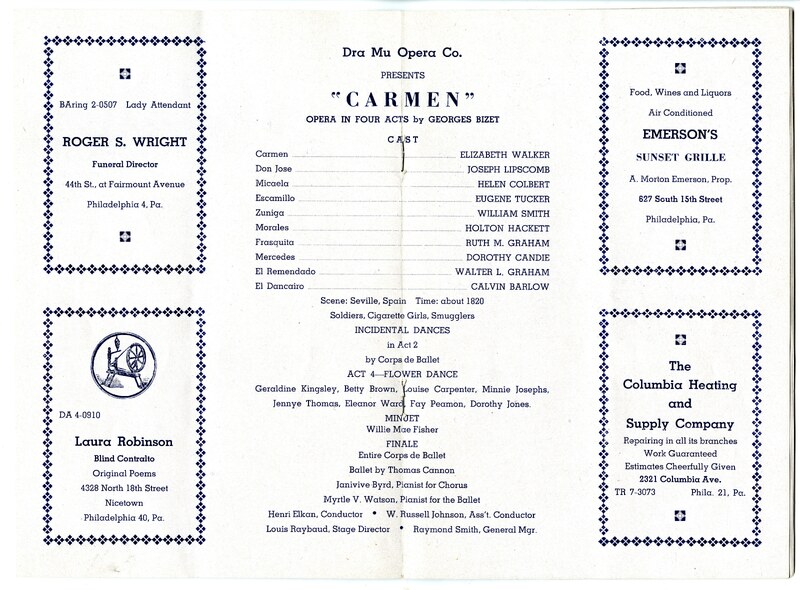 BAring 2-0507 Lady Attendant
ROGER S. WRIGHT
Funeral Director
44th St., at Fairmount Avenue
Philadelphia 4, Pa.
DA 4-0910
Laura Robinson
Blind Contralto
Original Poems
4328 North 18th Street
Nicetown
Philadelphia 40, Pa.
Dra Mu Opera Co.
PRESENTS
"CARMEN"
OPERA IN FOUR ACTS by GEORGES BIZET
CAST
Carmen ELIZABETH WALKER
Don Jose JOSEPH LIPSCOMB
Micaela HELEN COLBERT
Escamillo EUGENE TUCKER
Zuniga WILLIAM SMITH
Morales HOLTON HACKETT
Frasquita RUTH M. GRAHAM
Mercedes DOROTHY CANDIE
El Remendado WALTER L. GRAHAM
El Dancairo CALVIN BARLOW
Scene: Seville, Spain Time: about 1820
Soldiers, Cigarette Girls, Smugglers
INCIDENTAL DANCES
in Act 2
by Corps de Ballet
ACT 4—FLOWER DANCE
Geraldine Kingsley, Betty Brown, Louise Carpenter, Minnie Josephs,
Jennye Thomas, Eleanor Ward, Fay Peamon, Dorothy Jones.
MINUET
Willie Mae Fisher
FINALE
Entire Corps de Ballet
Ballet by Thomas Cannon
Janivive Byrd, Pianist for Chorus
Myrtle V. Watson, Pianist for the Ballet
Henri Elkan, Conductor • W. Russell Johnson, Ass't. Conductor
Louis Raybaud, Stage Director • Raymond Smith, General Mgr.
Food, Wines and Liquors
Air Conditioned
EMERSON'S
SUNSET GRILLE
A. Morton Emerson, Prop.
627 South 15th Street
Philadelphia, Pa.
The
Columbia Heating
and
Supply Company
Repairing in all its branches
Work Guaranteed
Estimates Cheerfully Given
2321 Columbia Ave.
TR 7-3073 Phila. 21, Pa.